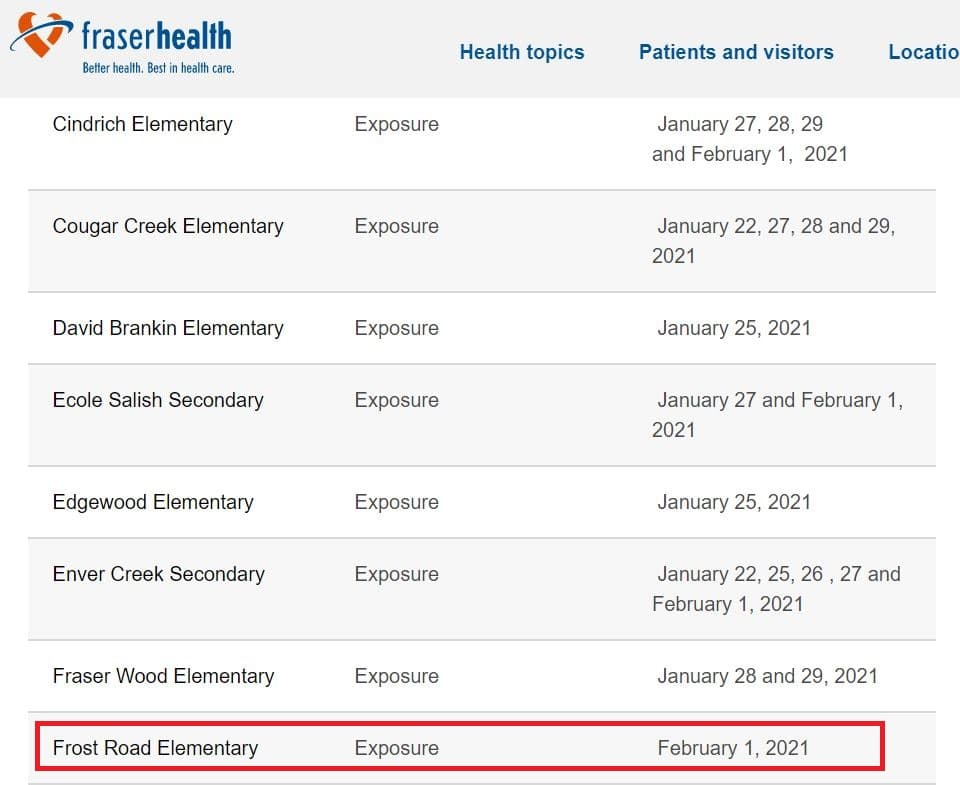 fraserhealth
Better health. Best in health care.
Health topics Patients and visitors Locatio
Cindrich Elementary Exposure January 27, 28, 29
and February 1, 2021
Cougar Creek Elementary Exposure January 22, 27, 28 and 29,
2021
David Brankin Elementary Exposure January 25, 2021
Ecole Salish Secondary Exposure January 27 and February 1,
2021
Edgewood Elementary Exposure January 25, 2021
Enver Creek Secondary Exposure January 22, 25, 26 , 27 and
February 1, 2021
Fraser Wood Elementary Exposure January 28 and 29, 2021
Frost Road Elementary Exposure February 1, 2021